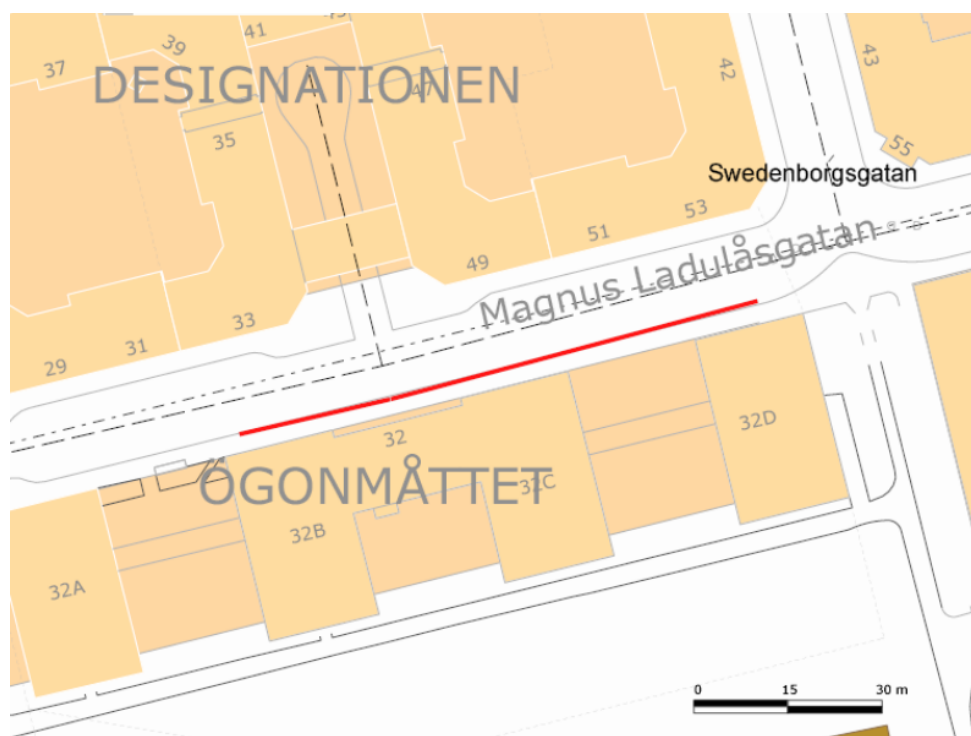 37
39
41
DESIGNATIONEN
47
42
43
35
55
Swedenborgsgatan
53
51
49
Magnus Ladulåsgatan
33
31
29
32
ÖGONMÅTTET
32D
32C
32B
32A
0 15 30 m